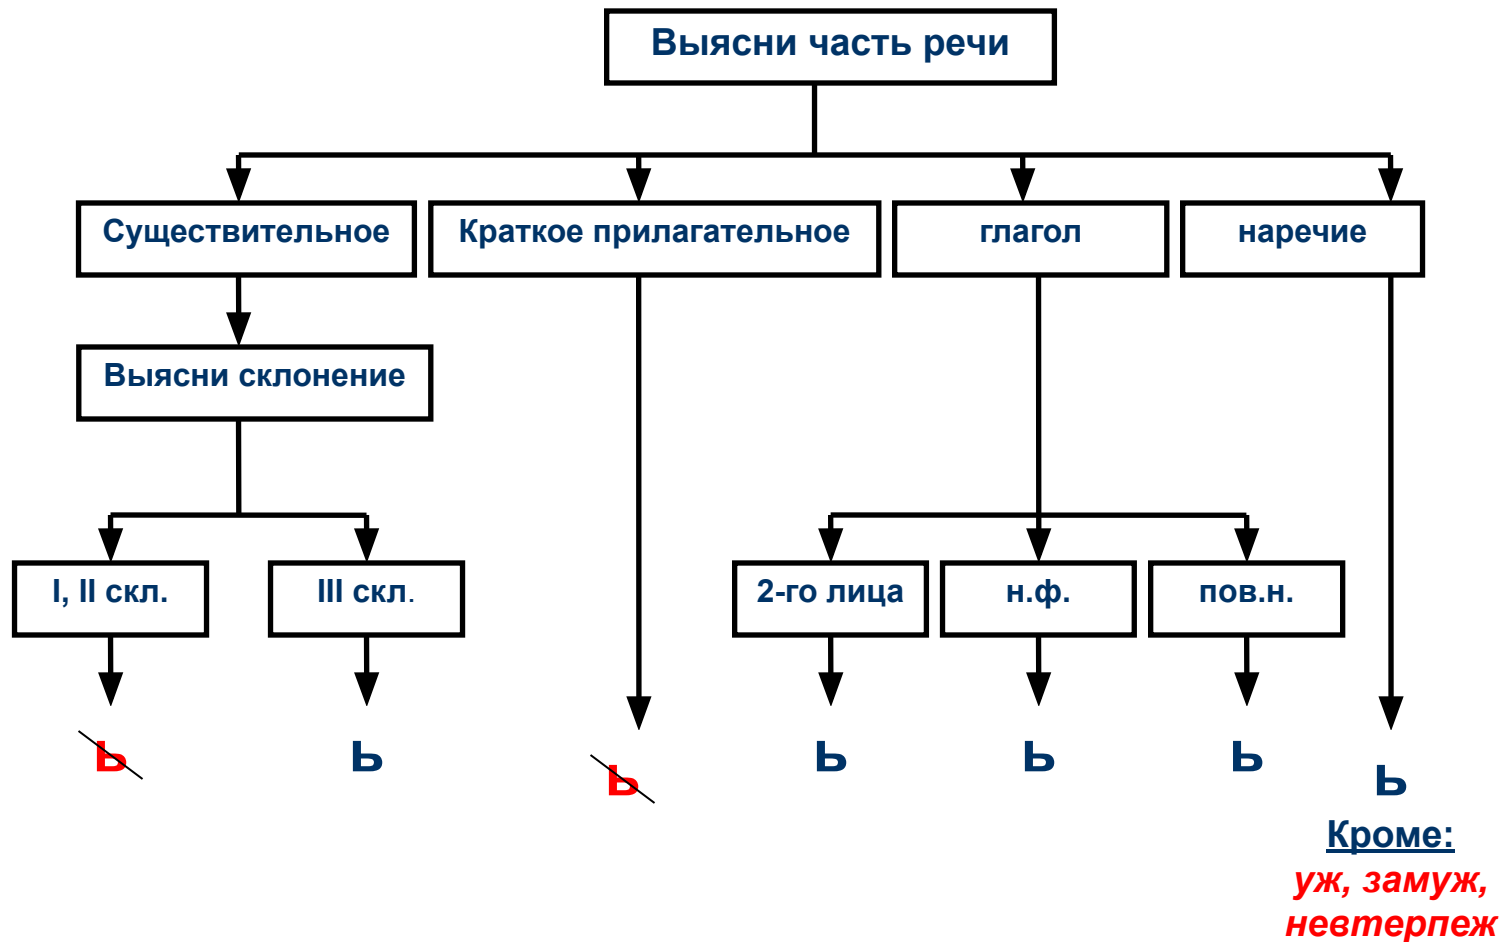 Выясни часть речи
Существительное
Краткое прилагательное
глагол
наречие
Выясни склонение
I, II скл.
III скл.
2-го лица
н.ф.
пов.н.
ь
ь
ь
ь
ь
ь
ь
Кроме:
уж, замуж,
невтерпеж